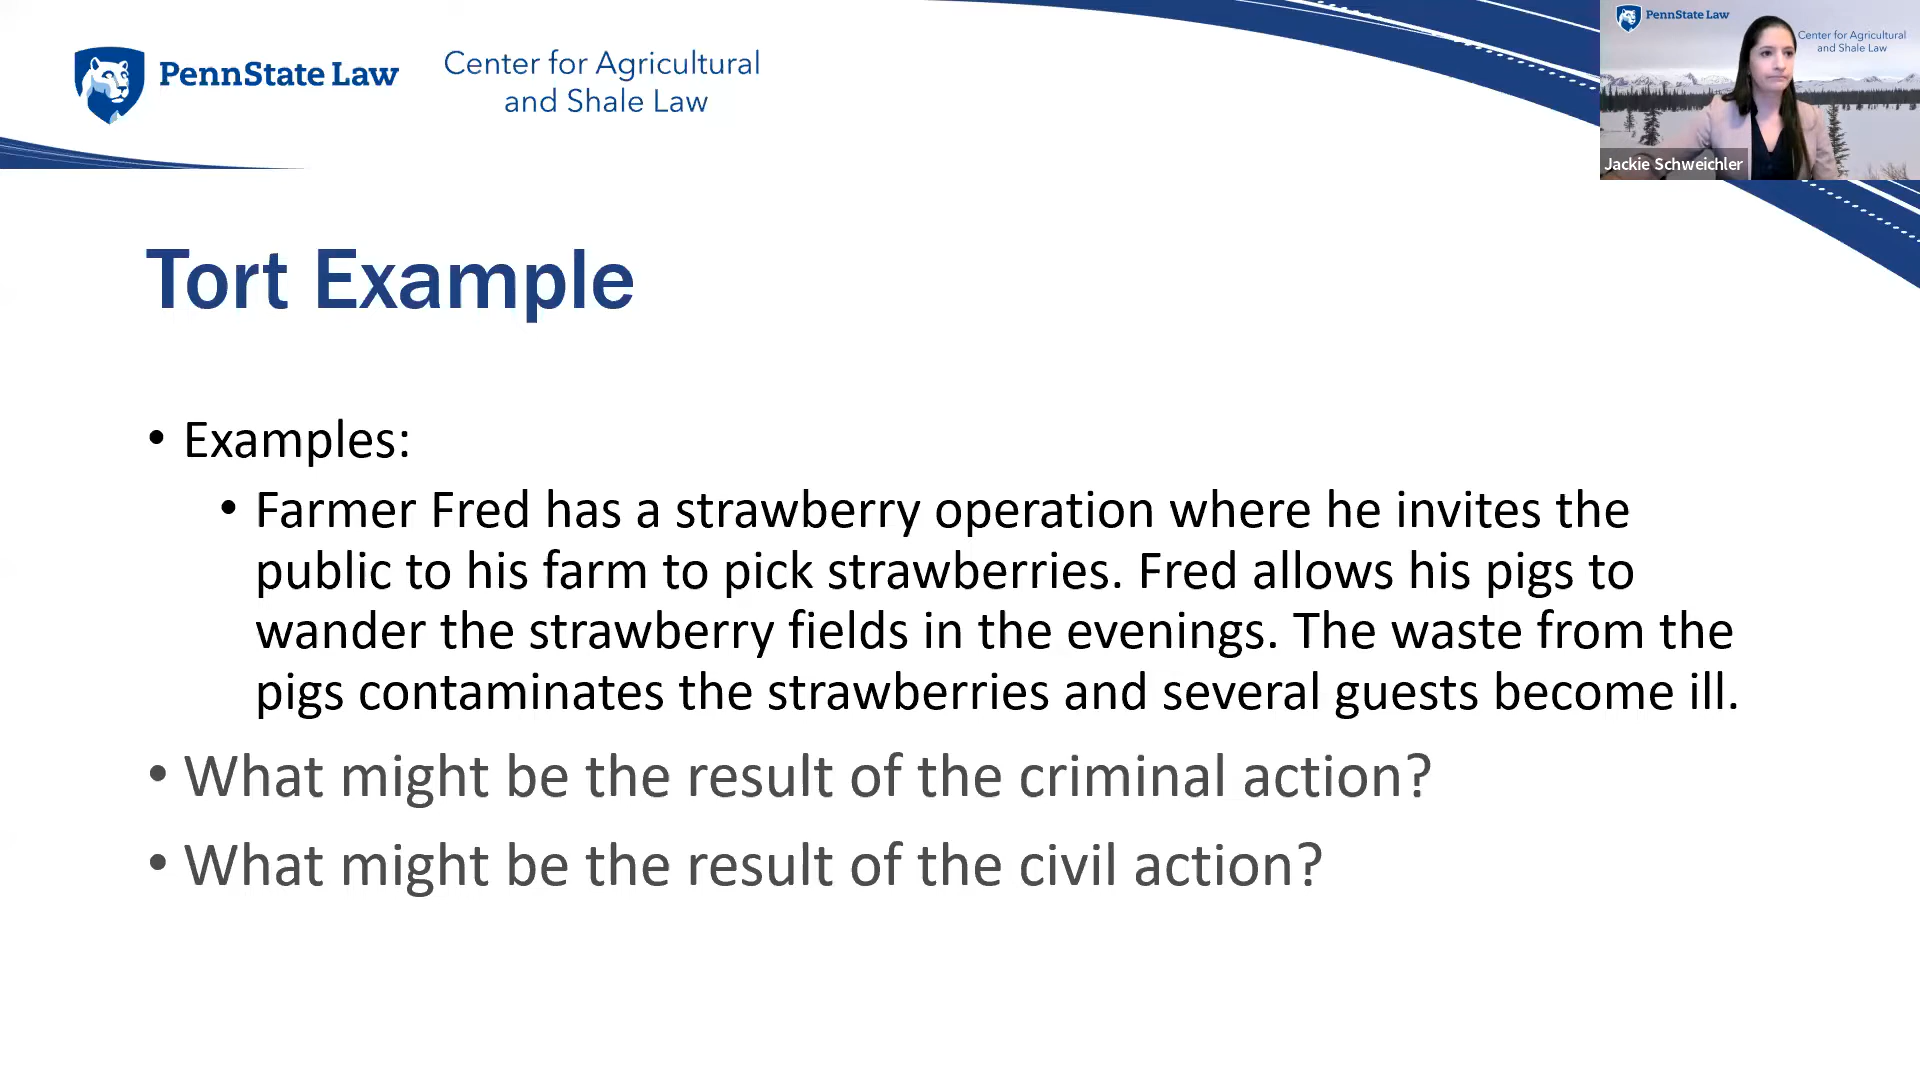 PennState Law
Center for Agricultural
and Shale Law
PennState Law
Center for Agricultural
and Shale Law
Jackie Schweichler
Tort Example
• Examples:
• Farmer Fred has a strawberry operation where he invites the
public to his farm to pick strawberries. Fred allows his pigs to
wander the strawberry fields in the evenings. The waste from the
pigs contaminates the strawberries and several guests become ill.
• What might be the result of the criminal action?
• What might be the result of the civil action?